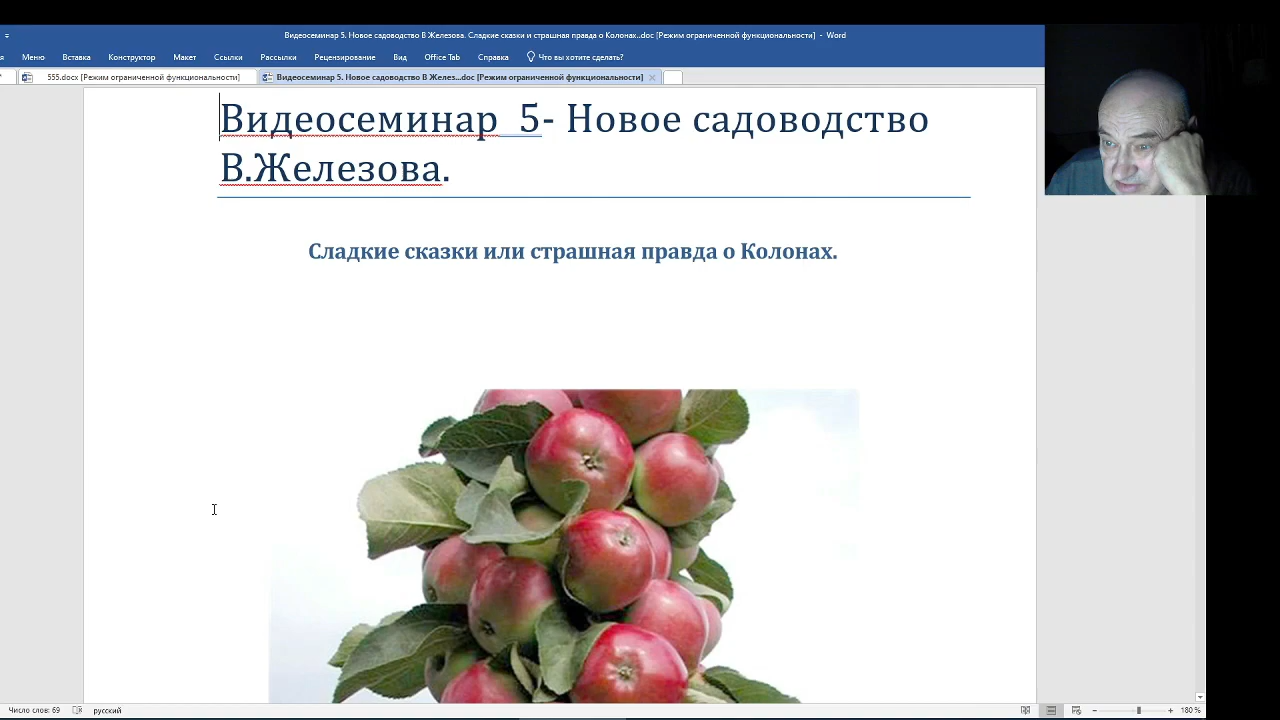 Видеосеминар 5. Новое садоводство В Железова. Сладкие сказки и страшная правда о Колонах..doc [Режим ограниченной функциональности] - Word
я Меню Вставка Конструктор Макет Ссылки Рассылки Рецензирование Вид Office Tab Справка Что вы хотите сделать?
555.docx [Режим ограниченной функциональности] Видеосеминар 5. Новое садоводство В Желез...doc [Режим ограниченной функциональности]
Видеосеминар 5- Новое садоводство
В.Железова.
Сладкие сказки или страшная правда о Колонах.
Число слов: 69 русский 180 %